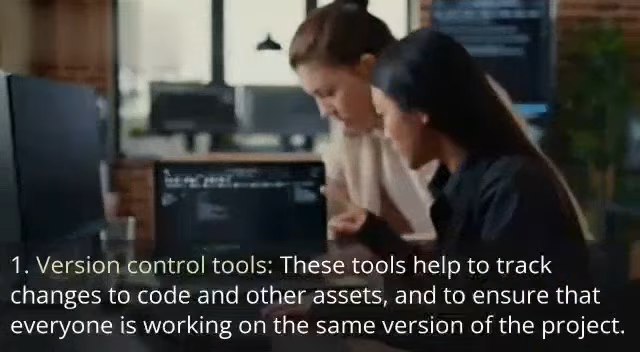 1. Version control tools: These tools help to track
changes to code and other assets, and to ensure that
everyone is working on the same version of the project.